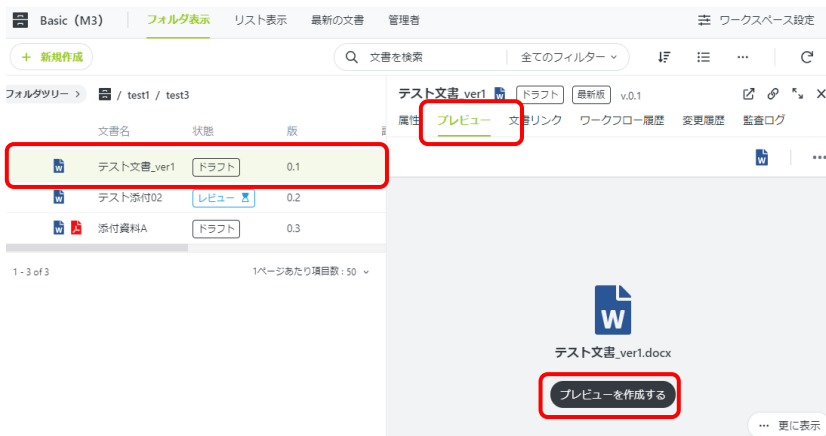 Basic（M3） フォルダ表示 リスト表示 最新の文書 管理者 ワークスペース設定
+ 新規作成 文書を検索 全てのフィルター
フォルダツリー > / test1 / test3
文書名 状態 版
テスト文書_ver1 ドラフト 0.1
テスト添付02 レビュー 0.2
添付資料A ドラフト 0.3
1 - 3 of 3 1ページあたり項目数 : 50
テスト文書_ver1 ドラフト 最新版 v.0.1
属性 プレビュー 文書リンク ワークフロー履歴 変更履歴 監査ログ
W
テスト文書_ver1.docx
プレビューを作成する
… 更に表示